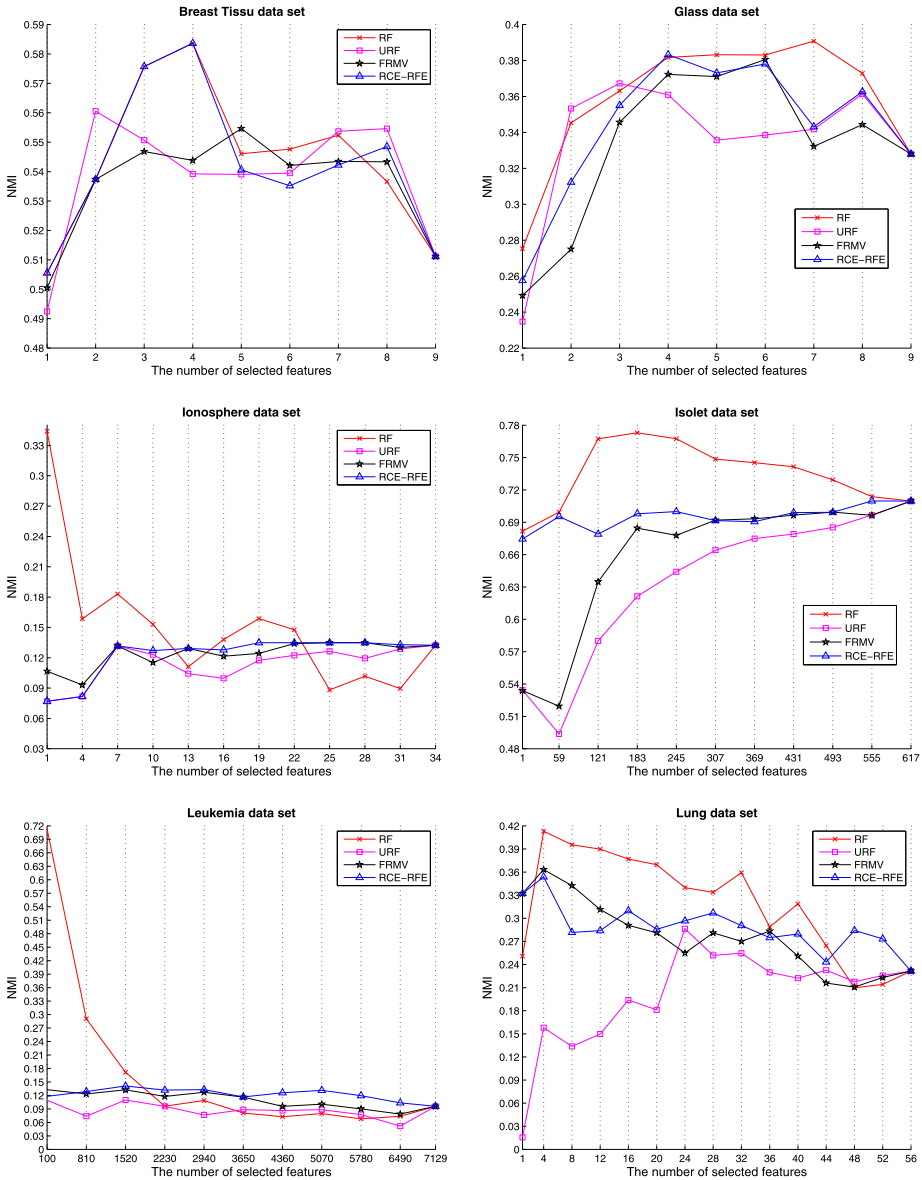 Breast Tissu data set
0.59
0.58
0.57
0.56
0.55
0.54
0.53
0.52
0.51
0.5
0.49
0.48
NMI
1 2 3 4 5 6 7 8 9
The number of selected features
RF
URF
FRMV
RCE−RFE
Glass data set
0.4
0.38
0.36
0.34
0.32
0.3
0.28
0.26
0.24
0.22
NMI
1 2 3 4 5 6 7 8 9
The number of selected features
RF
URF
FRMV
RCE−RFE
Ionosphere data set
0.33
0.3
0.27
0.24
0.21
0.18
0.15
0.12
0.09
0.06
0.03
NMI
1 4 7 10 13 16 19 22 25 28 31 34
The number of selected features
RF
URF
FRMV
RCE−RFE
Isolet data set
0.78
0.75
0.72
0.69
0.66
0.63
0.6
0.57
0.54
0.51
0.48
NMI
1 59 121 183 245 307 369 431 493 555 617
The number of selected features
RF
URF
FRMV
RCE−RFE
Leukemia data set
0.72
0.69
0.66
0.63
0.6
0.57
0.54
0.51
0.48
0.45
0.42
0.39
0.36
0.33
0.3
0.27
0.24
0.21
0.18
0.15
0.12
0.09
0.06
0.03
0
NMI
100 810 1520 2230 2940 3650 4360 5070 5780 6490 7129
The number of selected features
RF
URF
FRMV
RCE−RFE
Lung data set
0.42
0.39
0.36
0.33
0.3
0.27
0.24
0.21
0.18
0.15
0.12
0.09
0.06
0.03
0
NMI
1 4 8 12 16 20 24 28 32 36 40 44 48 52 56
The number of selected features
RF
URF
FRMV
RCE−RFE